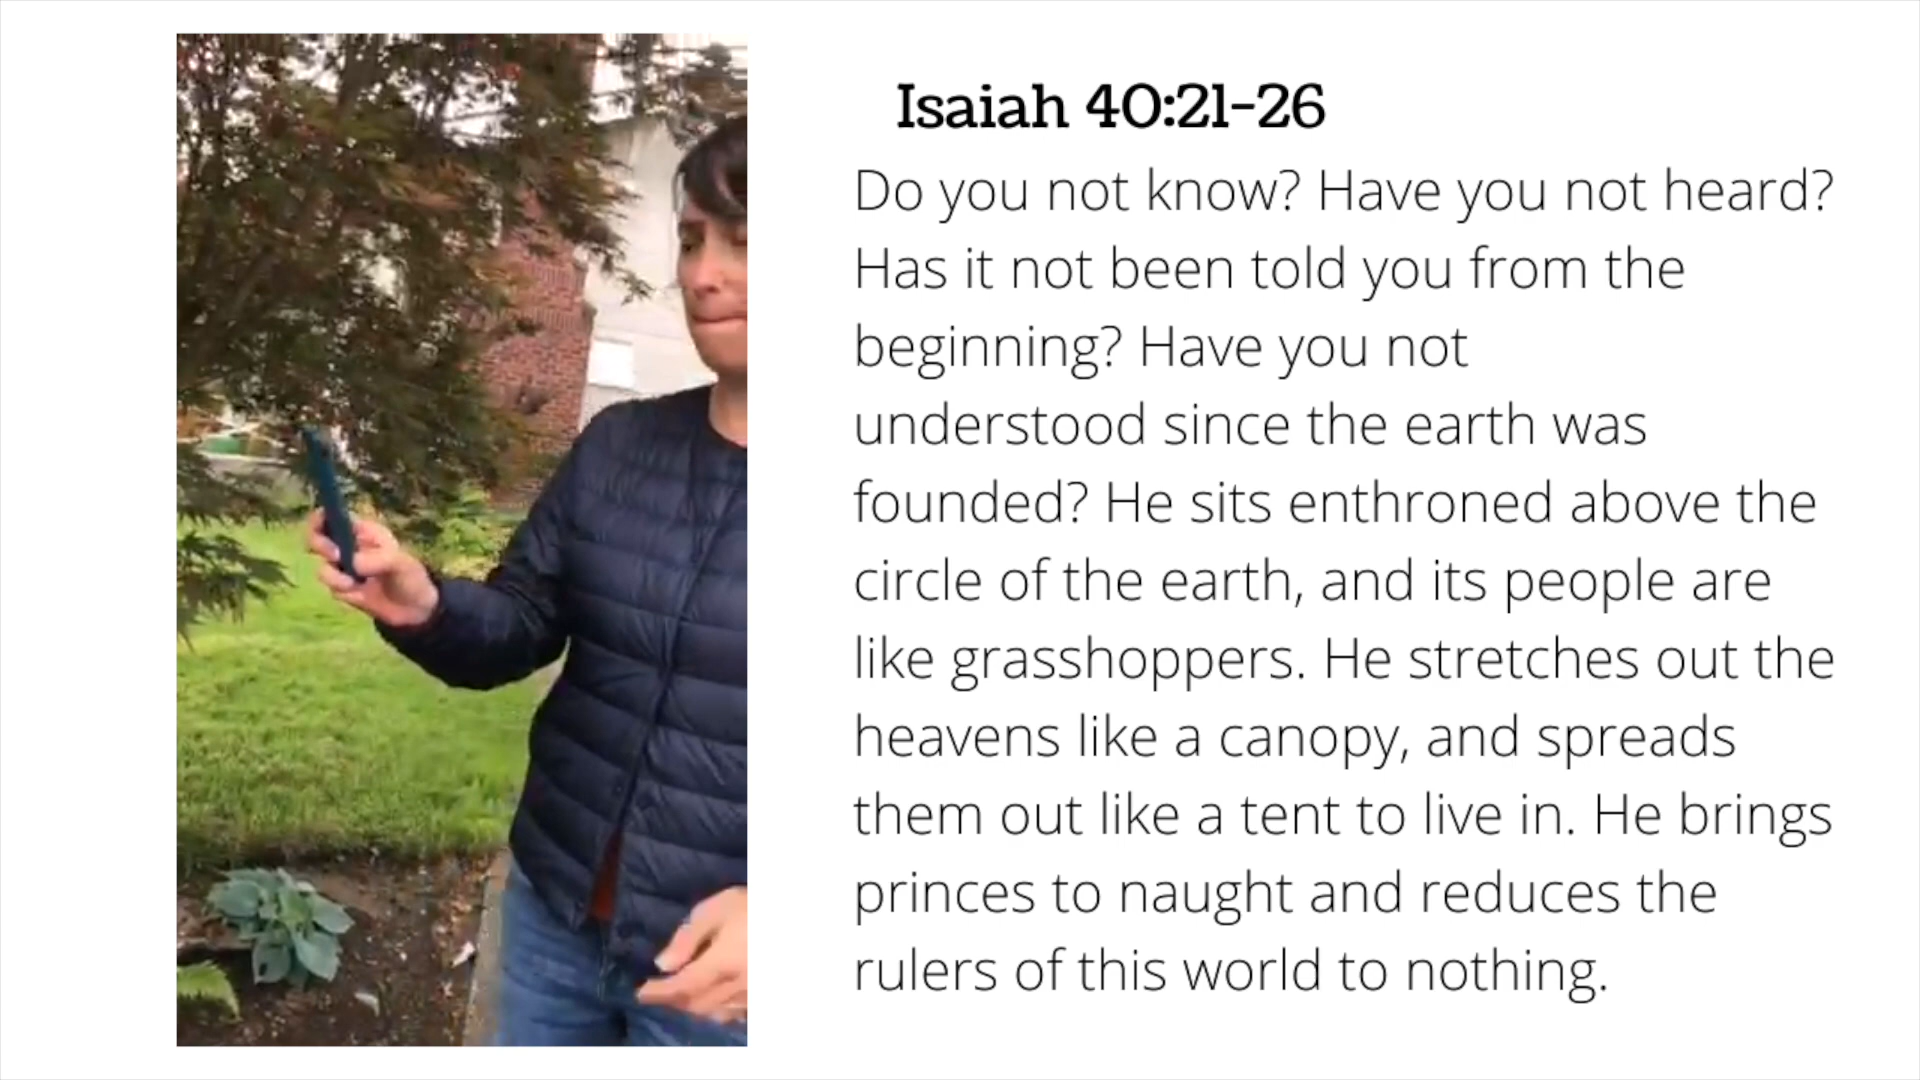 Isaiah 40:21-26
Do you not know? Have you not heard?
Has it not been told you from the
beginning? Have you not
understood since the earth was
founded? He sits enthroned above the
circle of the earth, and its people are
like grasshoppers. He stretches out the
heavens like a canopy, and spreads
them out like a tent to live in. He brings
princes to naught and reduces the
rulers of this world to nothing.